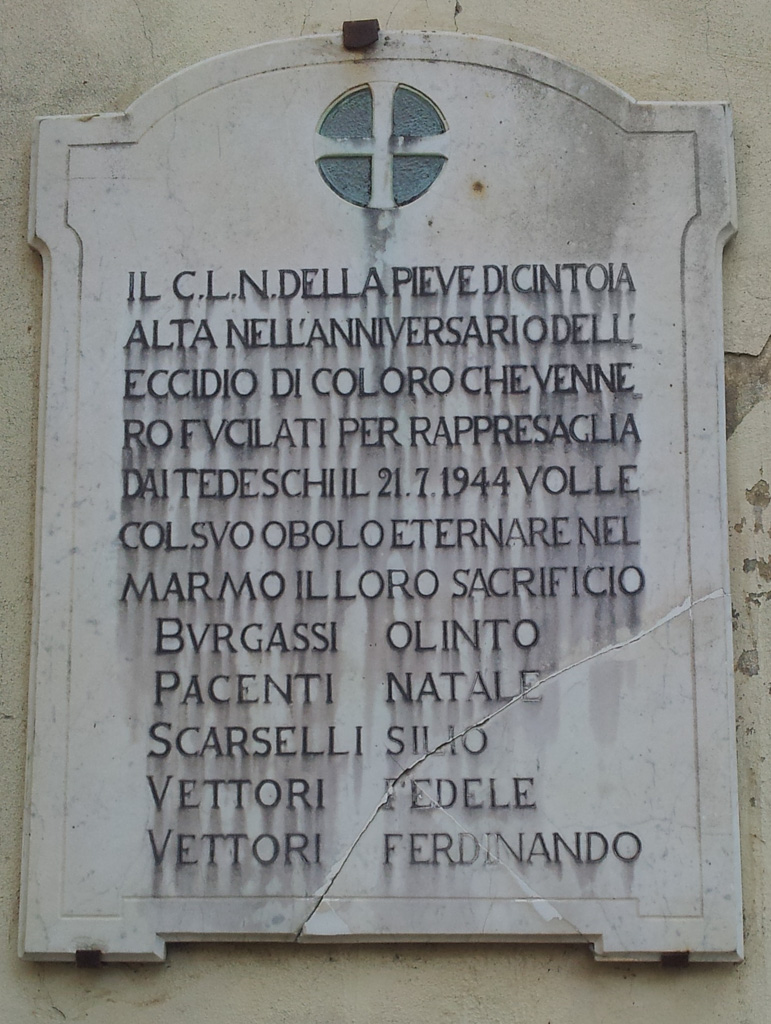 IL C.L.N. DELLA PIEVE DI CINTOIA
ALTA NELL'ANNIVERSARIO DELL'
ECCIDIO DI COLORO CHE VENNE
RO FVCILATI PER RAPPRESAGLIA
DAI TEDESCHI IL 21.7.1944 VOLLE
COL SVO OBOLO ETERNARE NEL
MARMO IL LORO SACRIFICIO
BVRGASSI OLINTO
PACENTI NATALE
SCARSELLI SILIO
VETTORI FEDELE
VETTORI FERDINANDO